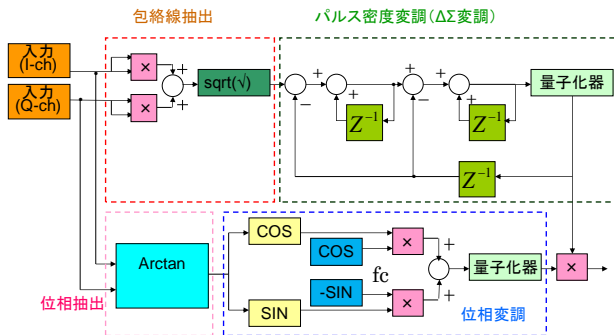 包絡線抽出
パルス密度変調(ΔΣ変調)
入力
(I-ch)
入力
(Q-ch)
×
×
+
+
sqrt(√)
−
+
+
Z⁻¹
+
−
+
+
Z⁻¹
量子化器
Z⁻¹
位相抽出
Arctan
COS
COS
-SIN
SIN
fc
×
×
+
+
量子化器
×
位相変調